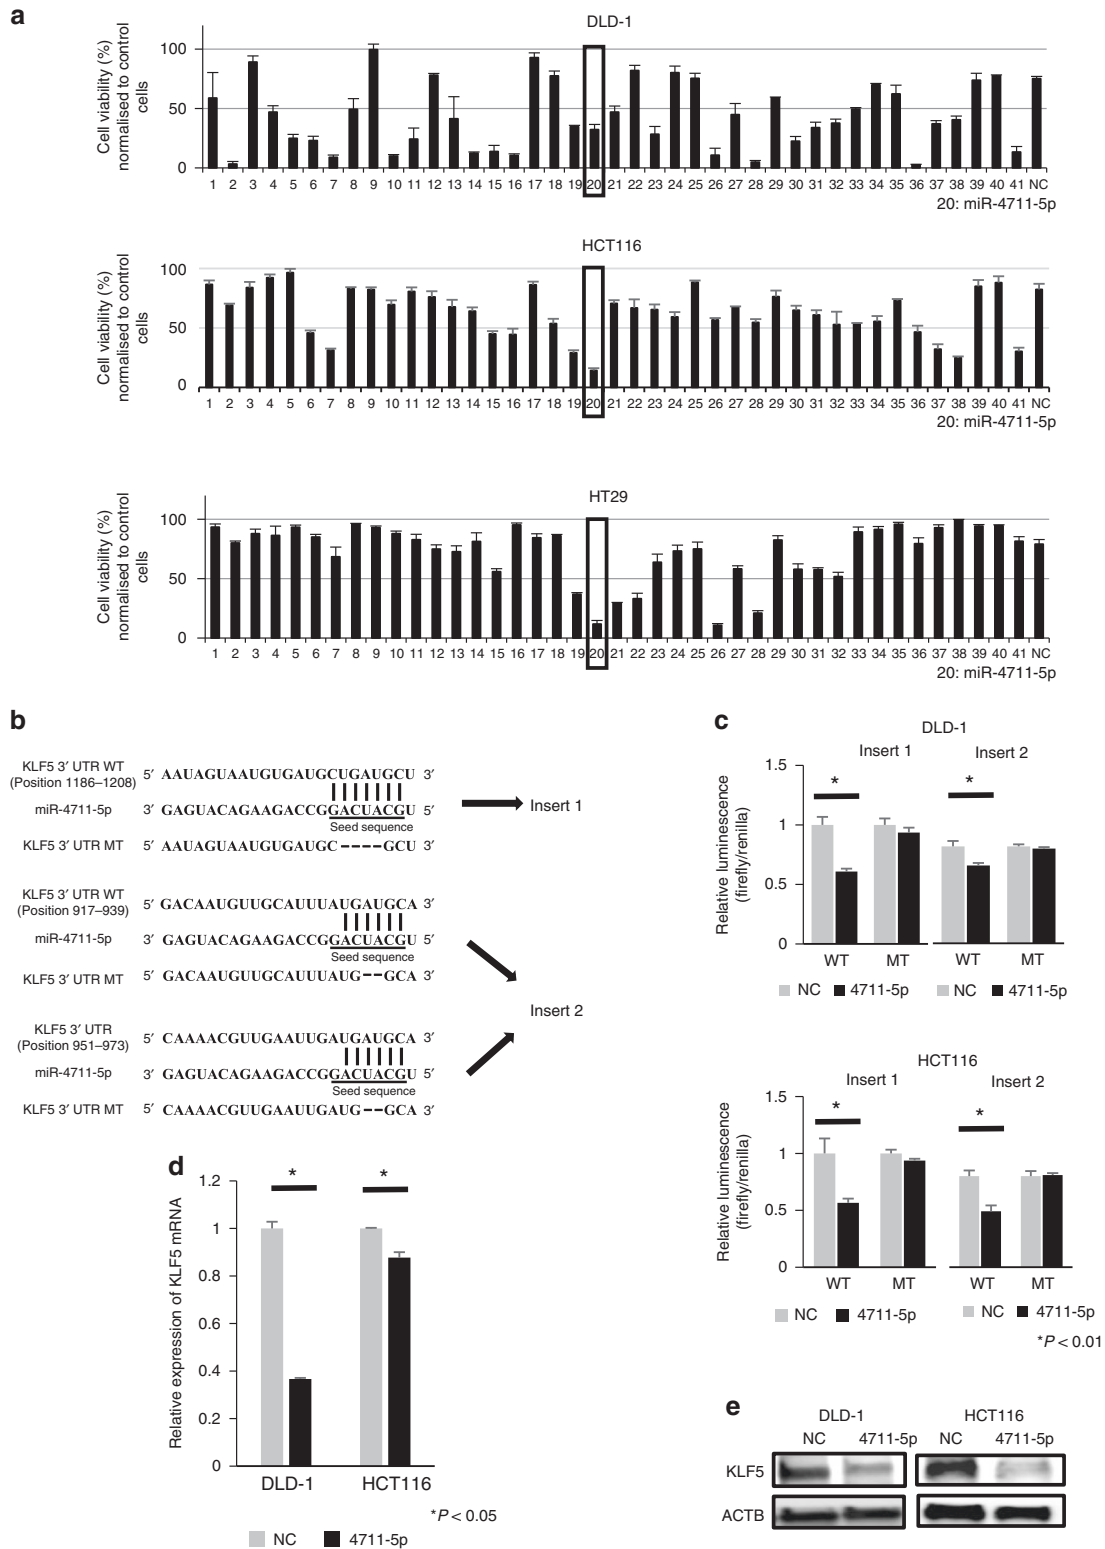 a
DLD-1
Cell viability (%)
normalised to control
cells
100
50
0
1 2 3 4 5 6 7 8 9 10 11 12 13 14 15 16 17 18 19 20 21 22 23 24 25 26 27 28 29 30 31 32 33 34 35 36 37 38 39 40 41 NC
20: miR-4711-5p
HCT116
Cell viability (%)
normalised to control
cells
100
50
0
1 2 3 4 5 6 7 8 9 10 11 12 13 14 15 16 17 18 19 20 21 22 23 24 25 26 27 28 29 30 31 32 33 34 35 36 37 38 39 40 41 NC
20: miR-4711-5p
HT29
Cell viability (%)
normalised to control
cells
100
50
0
1 2 3 4 5 6 7 8 9 10 11 12 13 14 15 16 17 18 19 20 21 22 23 24 25 26 27 28 29 30 31 32 33 34 35 36 37 38 39 40 41 NC
20: miR-4711-5p
b
KLF5 3′ UTR WT
(Position 1186–1208)
5′ AAUAGUAAUGUGAUGCUGAUGCU 3′
miR-4711-5p 3′ GAGUACAGAAGACCGGACUACGU 5′
Seed sequence
KLF5 3′ UTR MT 5′ AAUAGUAAUGUGAUGC ----GCU 3′
Insert 1
KLF5 3′ UTR WT
(Position 917–939)
5′ GACAAUGUUGCAUUUAUGAUGCA 3′
miR-4711-5p 3′ GAGUACAGAAGACCGGACUACGU 5′
Seed sequence
KLF5 3′ UTR MT 5′ GACAAUGUUGCAUUUAUG--GCA 3′
Insert 2
KLF5 3′ UTR
(Position 951–973)
5′ CAAAACGUUGAAUUGAUGAUGCA 3′
miR-4711-5p 3′ GAGUACAGAAGACCGGACUACGU 5′
Seed sequence
KLF5 3′ UTR MT 5′ CAAAACGUUGAAUUGAUG--GCA 3′
c
DLD-1
Insert 1 Insert 2
Relative luminescence
(firefly/renilla)
1.5
1
0.5
0
* *
WT MT WT MT
NC 4711-5p NC 4711-5p
HCT116
Insert 1 Insert 2
Relative luminescence
(firefly/renilla)
1.5
1
0.5
0
* *
WT MT WT MT
NC 4711-5p NC 4711-5p
*P < 0.01
d
Relative expression of KLF5 mRNA
1.2
1
0.8
0.6
0.4
0.2
0
* *
DLD-1 HCT116
*P < 0.05
NC 4711-5p
e
DLD-1 HCT116
NC 4711-5p NC 4711-5p
KLF5
ACTB